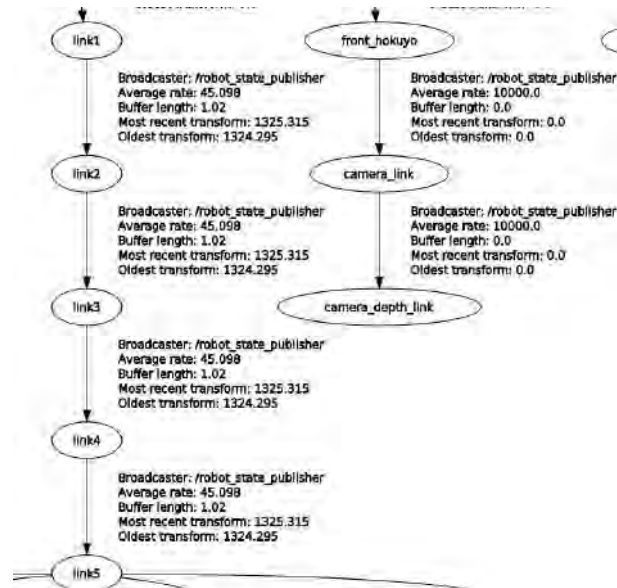 link1
Broadcaster: /robot_state_publisher
Average rate: 45.098
Buffer length: 1.02
Most recent transform: 1325.315
Oldest transform: 1324.295
link2
Broadcaster: /robot_state_publisher
Average rate: 45.098
Buffer length: 1.02
Most recent transform: 1325.315
Oldest transform: 1324.295
link3
Broadcaster: /robot_state_publisher
Average rate: 45.098
Buffer length: 1.02
Most recent transform: 1325.315
Oldest transform: 1324.295
link4
Broadcaster: /robot_state_publisher
Average rate: 45.098
Buffer length: 1.02
Most recent transform: 1325.315
Oldest transform: 1324.295
link5
front_hokuyo
Broadcaster: /robot_state_publisher
Average rate: 10000.0
Buffer length: 0.0
Most recent transform: 0.0
Oldest transform: 0.0
camera_link
Broadcaster: /robot_state_publisher
Average rate: 10000.0
Buffer length: 0.0
Most recent transform: 0.0
Oldest transform: 0.0
camera_depth_link